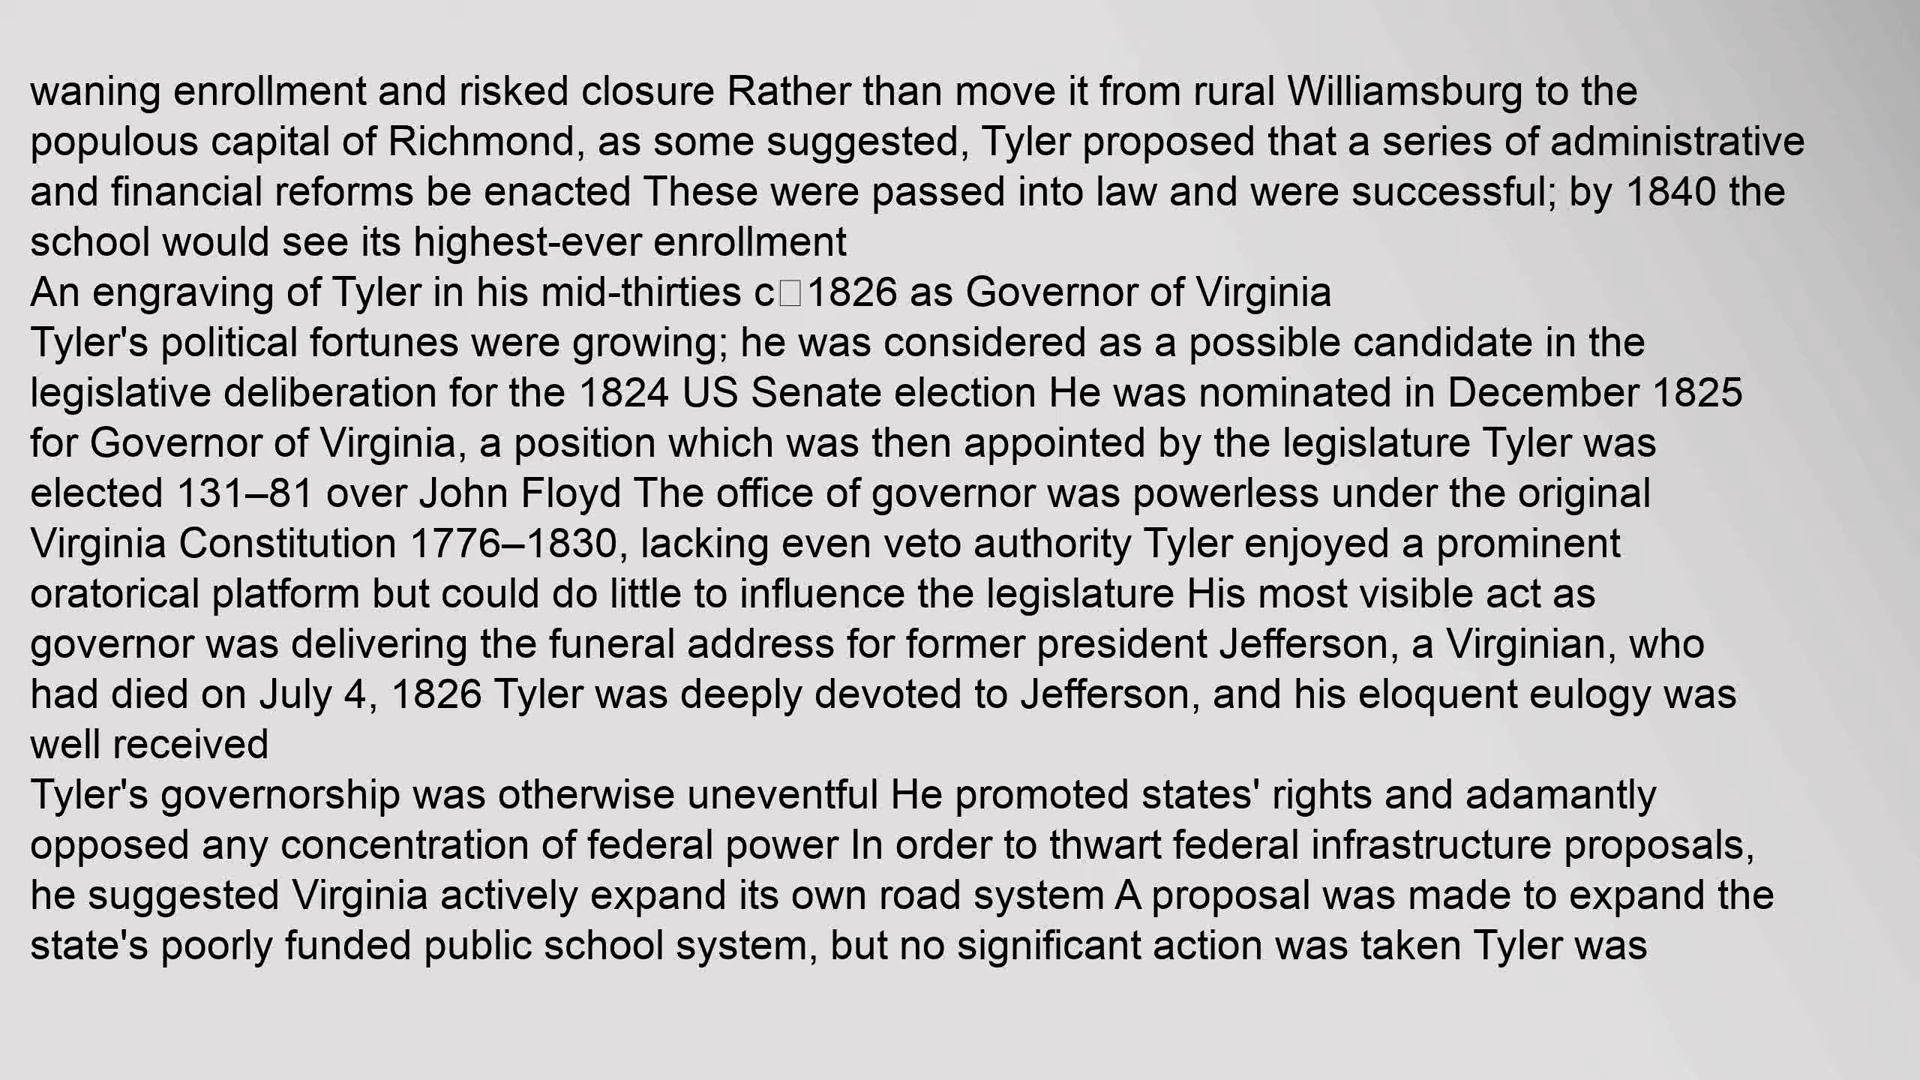 waning enrollment and risked closure Rather than move it from rural Williamsburg to the
populous capital of Richmond, as some suggested, Tyler proposed that a series of administrative
and financial reforms be enacted These were passed into law and were successful; by 1840 the
school would see its highest-ever enrollment
An engraving of Tyler in his mid-thirties c□1826 as Governor of Virginia
Tyler's political fortunes were growing; he was considered as a possible candidate in the
legislative deliberation for the 1824 US Senate election He was nominated in December 1825
for Governor of Virginia, a position which was then appointed by the legislature Tyler was
elected 131–81 over John Floyd The office of governor was powerless under the original
Virginia Constitution 1776–1830, lacking even veto authority Tyler enjoyed a prominent
oratorical platform but could do little to influence the legislature His most visible act as
governor was delivering the funeral address for former president Jefferson, a Virginian, who
had died on July 4, 1826 Tyler was deeply devoted to Jefferson, and his eloquent eulogy was
well received
Tyler's governorship was otherwise uneventful He promoted states' rights and adamantly
opposed any concentration of federal power In order to thwart federal infrastructure proposals,
he suggested Virginia actively expand its own road system A proposal was made to expand the
state's poorly funded public school system, but no significant action was taken Tyler was